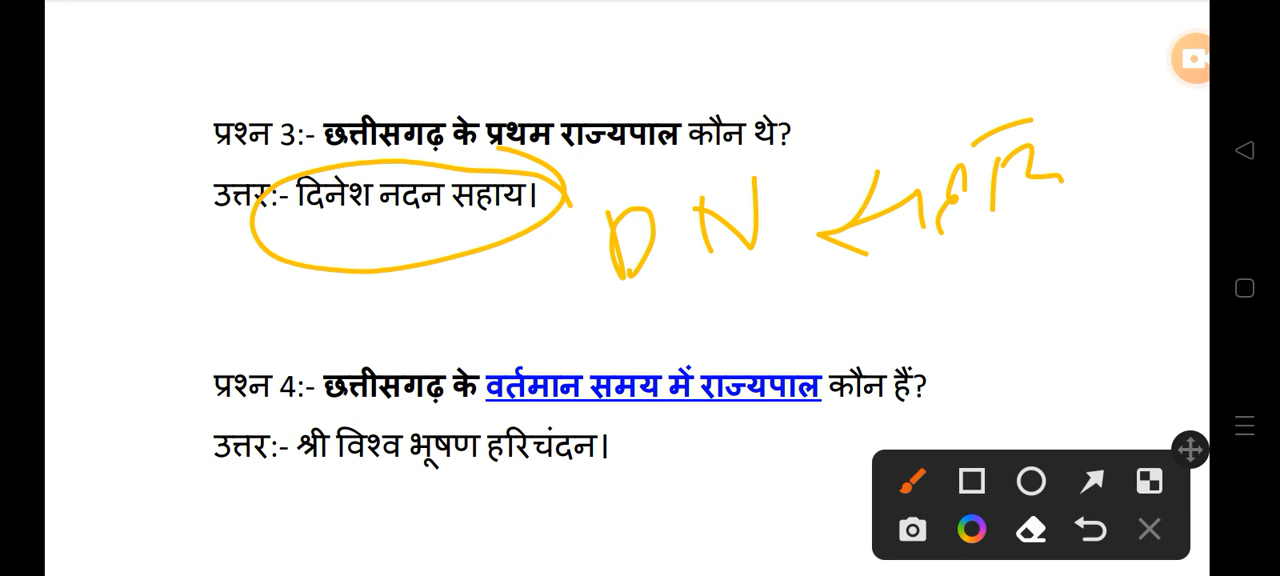 प्रश्न 3:- छत्तीसगढ़ के प्रथम राज्यपाल कौन थे?
उत्तर:- दिनेश नदन सहाय।
D N
प्रश्न 4:- छत्तीसगढ़ के वर्तमान समय में राज्यपाल कौन हैं?
उत्तर:- श्री विश्व भूषण हरिचंदन।